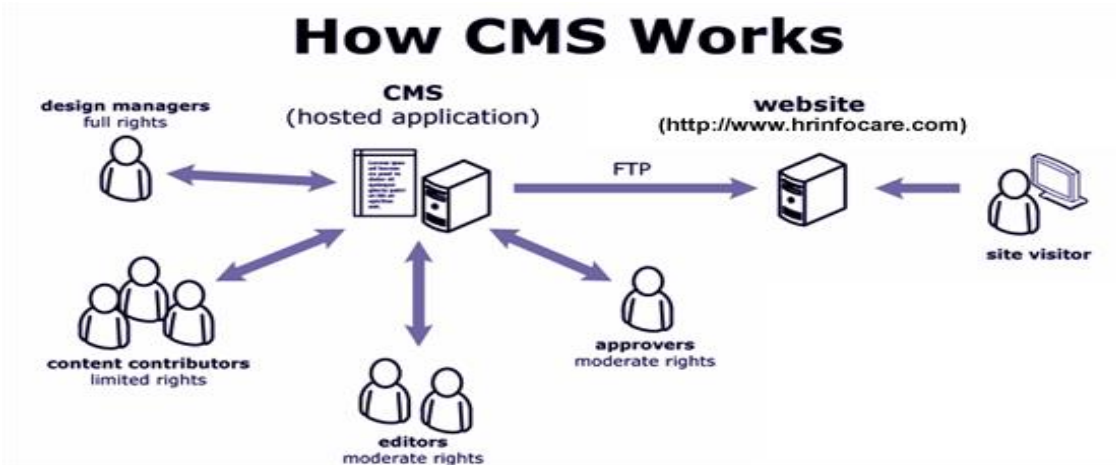 How CMS Works
design managers
full rights
CMS
(hosted application)
website
(http://www.hrinfocare.com)
FTP
site visitor
content contributors
limited rights
editors
moderate rights
approvers
moderate rights